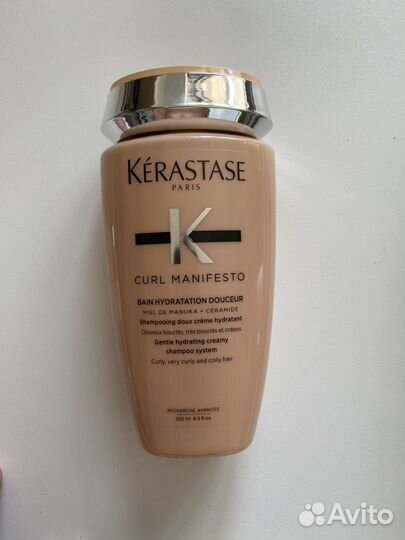 KÉRASTASE
PARIS
K
CURL MANIFESTO
BAIN HYDRATATION DOUCEUR
MIEL DE MANUKA + CÉRAMIDE
Shampooing doux crème hydratant
Cheveux bouclés, très bouclés et crépus
Gentle hydrating creamy
shampoo system
Curly, very curly and coily hair
RECHERCHE AVANCÉE
250 ml 8.5 fl.oz
Avito